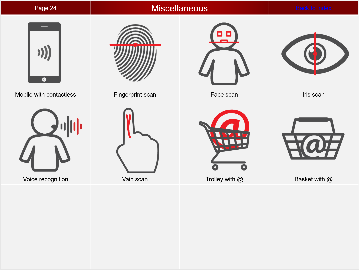 Page 24
Miscellaneous
Mobile with contactless
Fingerprint scan
Face scan
Iris scan
Voice recognition
Vein scan
Trolley with @
Basket with @